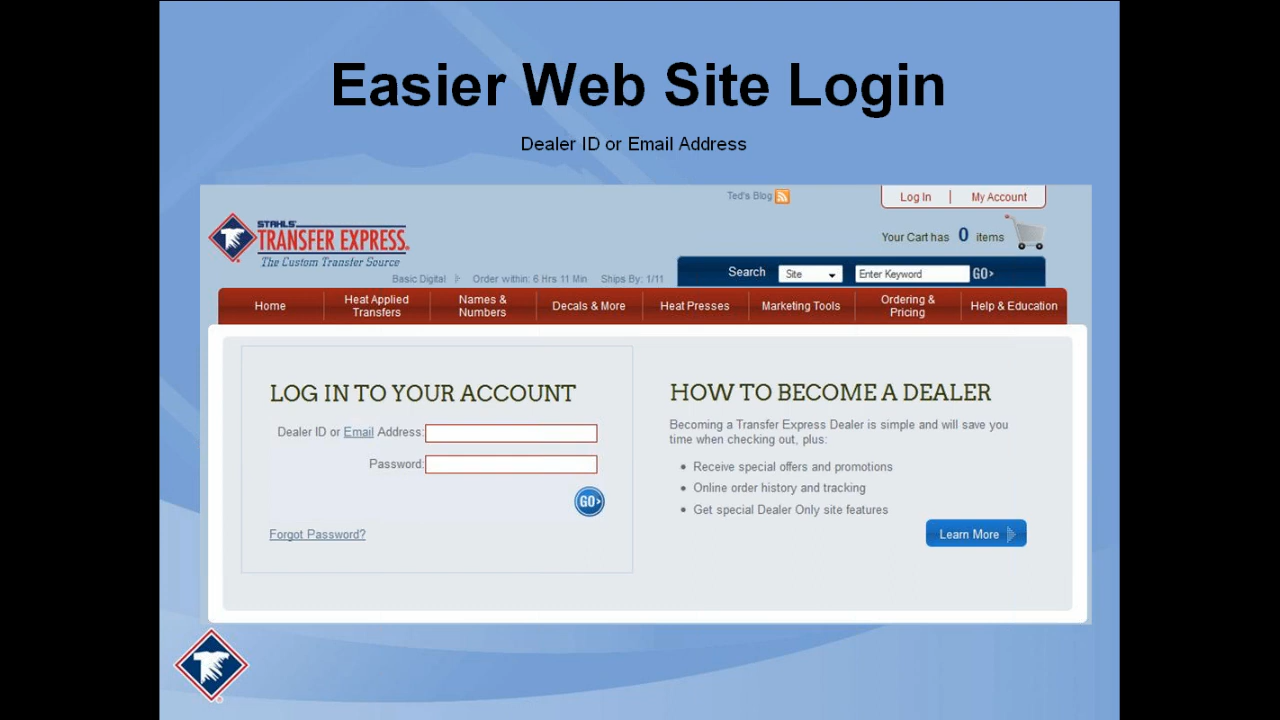 Easier Web Site Login
Dealer ID or Email Address
Ted's Blog
Log In | My Account
STAHLS'
TRANSFER EXPRESS®
The Custom Transfer Source
Your Cart has 0 items
Basic Digital Order within: 6 Hrs 11 Min Ships By: 1/11
Search Site Enter Keyword GO>
Home
Heat Applied
Transfers
Names &
Numbers
Decals & More
Heat Presses
Marketing Tools
Ordering &
Pricing
Help & Education
LOG IN TO YOUR ACCOUNT
Dealer ID or Email Address:
Password:
GO>
Forgot Password?
HOW TO BECOME A DEALER
Becoming a Transfer Express Dealer is simple and will save you
time when checking out, plus:
• Receive special offers and promotions
• Online order history and tracking
• Get special Dealer Only site features
Learn More